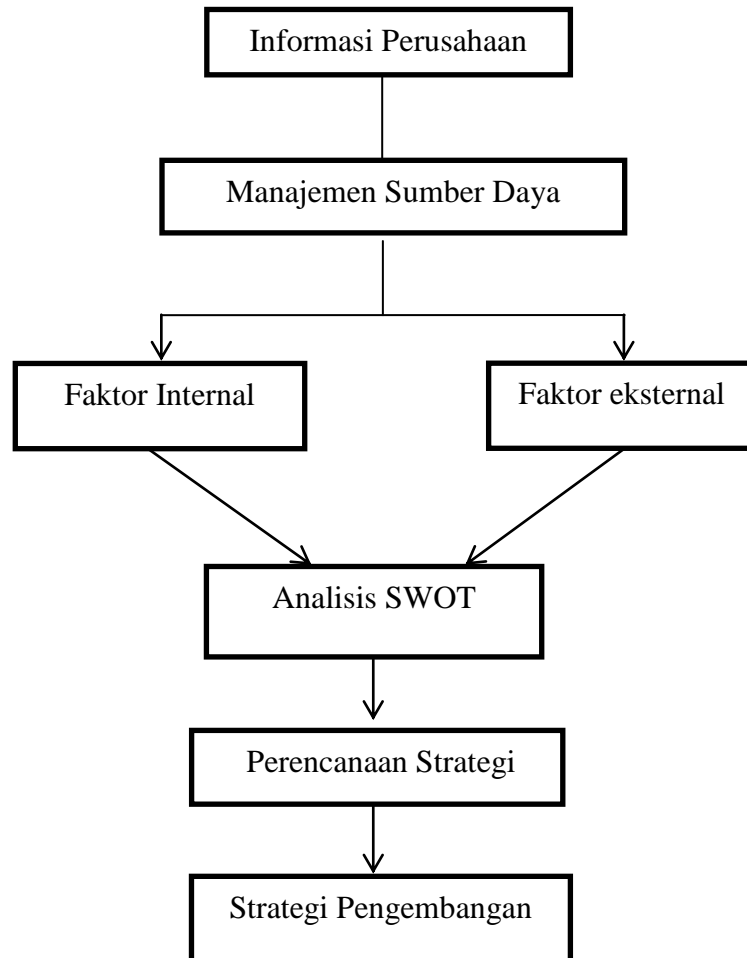 Informasi Perusahaan
Manajemen Sumber Daya
Faktor Internal
Faktor eksternal
Analisis SWOT
Perencanaan Strategi
Strategi Pengembangan